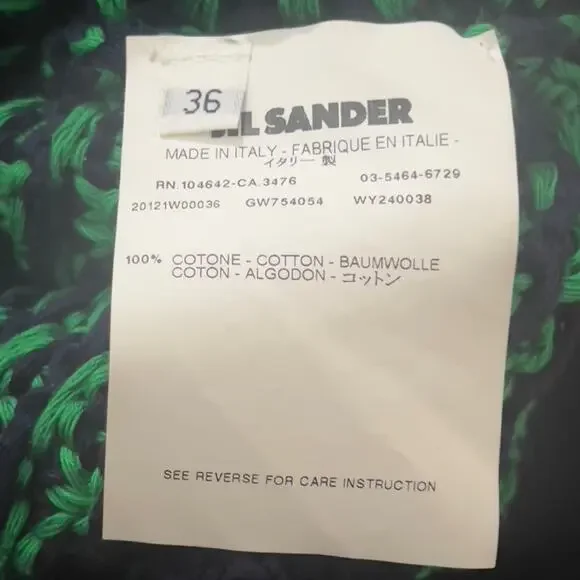 36
JIL SANDER
MADE IN ITALY - FABRIQUE EN ITALIE -
イタリー 製
RN.104642-CA.3476 03-5464-6729
20121W00036 GW754054 WY240038
100% COTONE - COTTON - BAUMWOLLE
COTON - ALGODON - コットン
SEE REVERSE FOR CARE INSTRUCTION